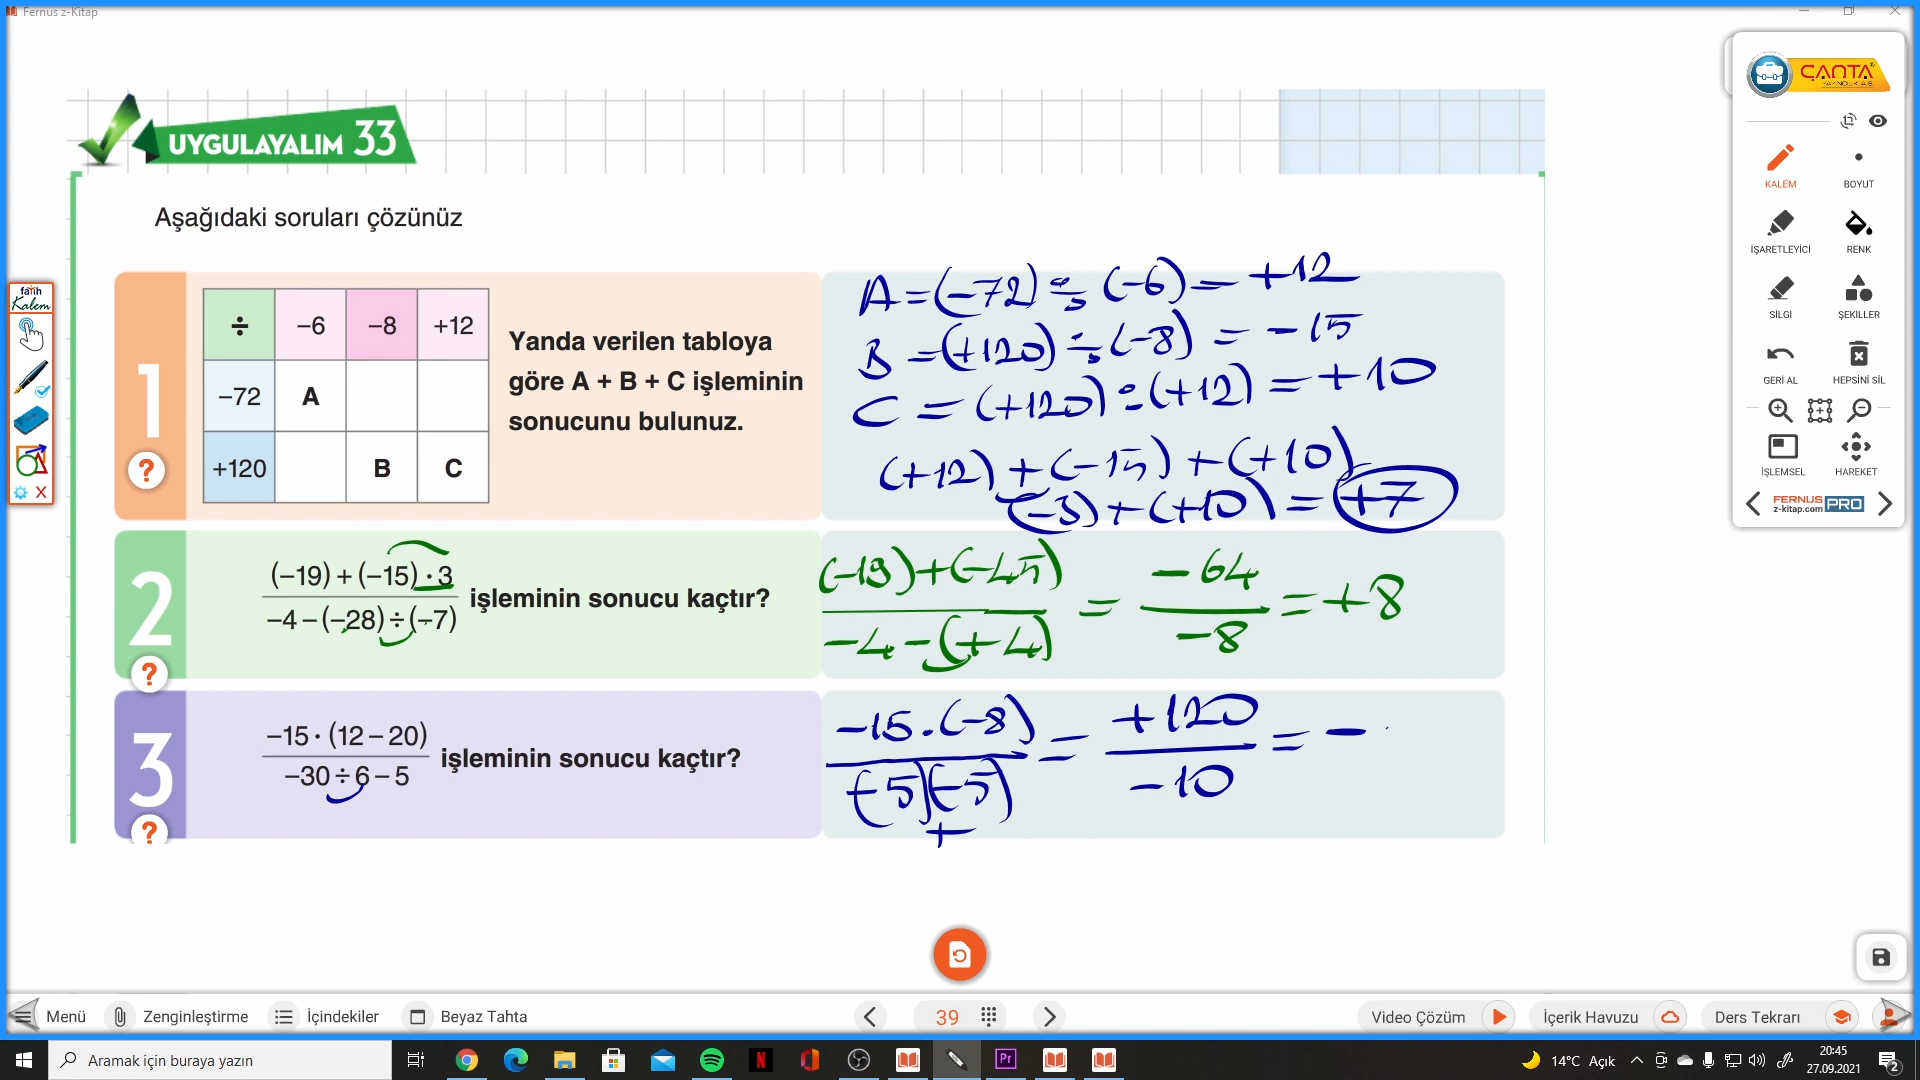 Fernus z-Kitap
UYGULAYALIM 33
Aşağıdaki soruları çözünüz
1
?
÷ −6 −8 +12
−72 A
+120 B C
Yanda verilen tabloya
göre A + B + C işleminin
sonucunu bulunuz.
A = (−72) ÷ (−6) = +12
B = (+120) ÷ (−8) = −15
C = (+120) ÷ (+12) = +10
(+12) + (−15) + (+10)
(−3) + (+10) = +7
2
?
(−19) + (−15) · 3
−4 − (−28) ÷ (−7)
işleminin sonucu kaçtır?
(−19) + (−45)
−4 − (+4)
= −64
−8
= +8
3
?
−15 · (12 − 20)
−30 ÷ 6 − 5
işleminin sonucu kaçtır?
−15 . (−8)
(−5) (−5)
+
= +120
−10
= −
fatih
Kalem
X
ÇANTA
YAYINCILIK A.Ş
KALEM BOYUT
İŞARETLEYİCİ RENK
SİLGİ ŞEKİLLER
GERİ AL HEPSİNİ SİL
İŞLEMSEL HAREKET
FERNUS PRO
z-kitap.com
Menü Zenginleştirme İçindekiler Beyaz Tahta 39 Video Çözüm İçerik Havuzu Ders Tekrarı
Aramak için buraya yazın
N
Pr
14°C Açık
20:45
27.09.2021
2